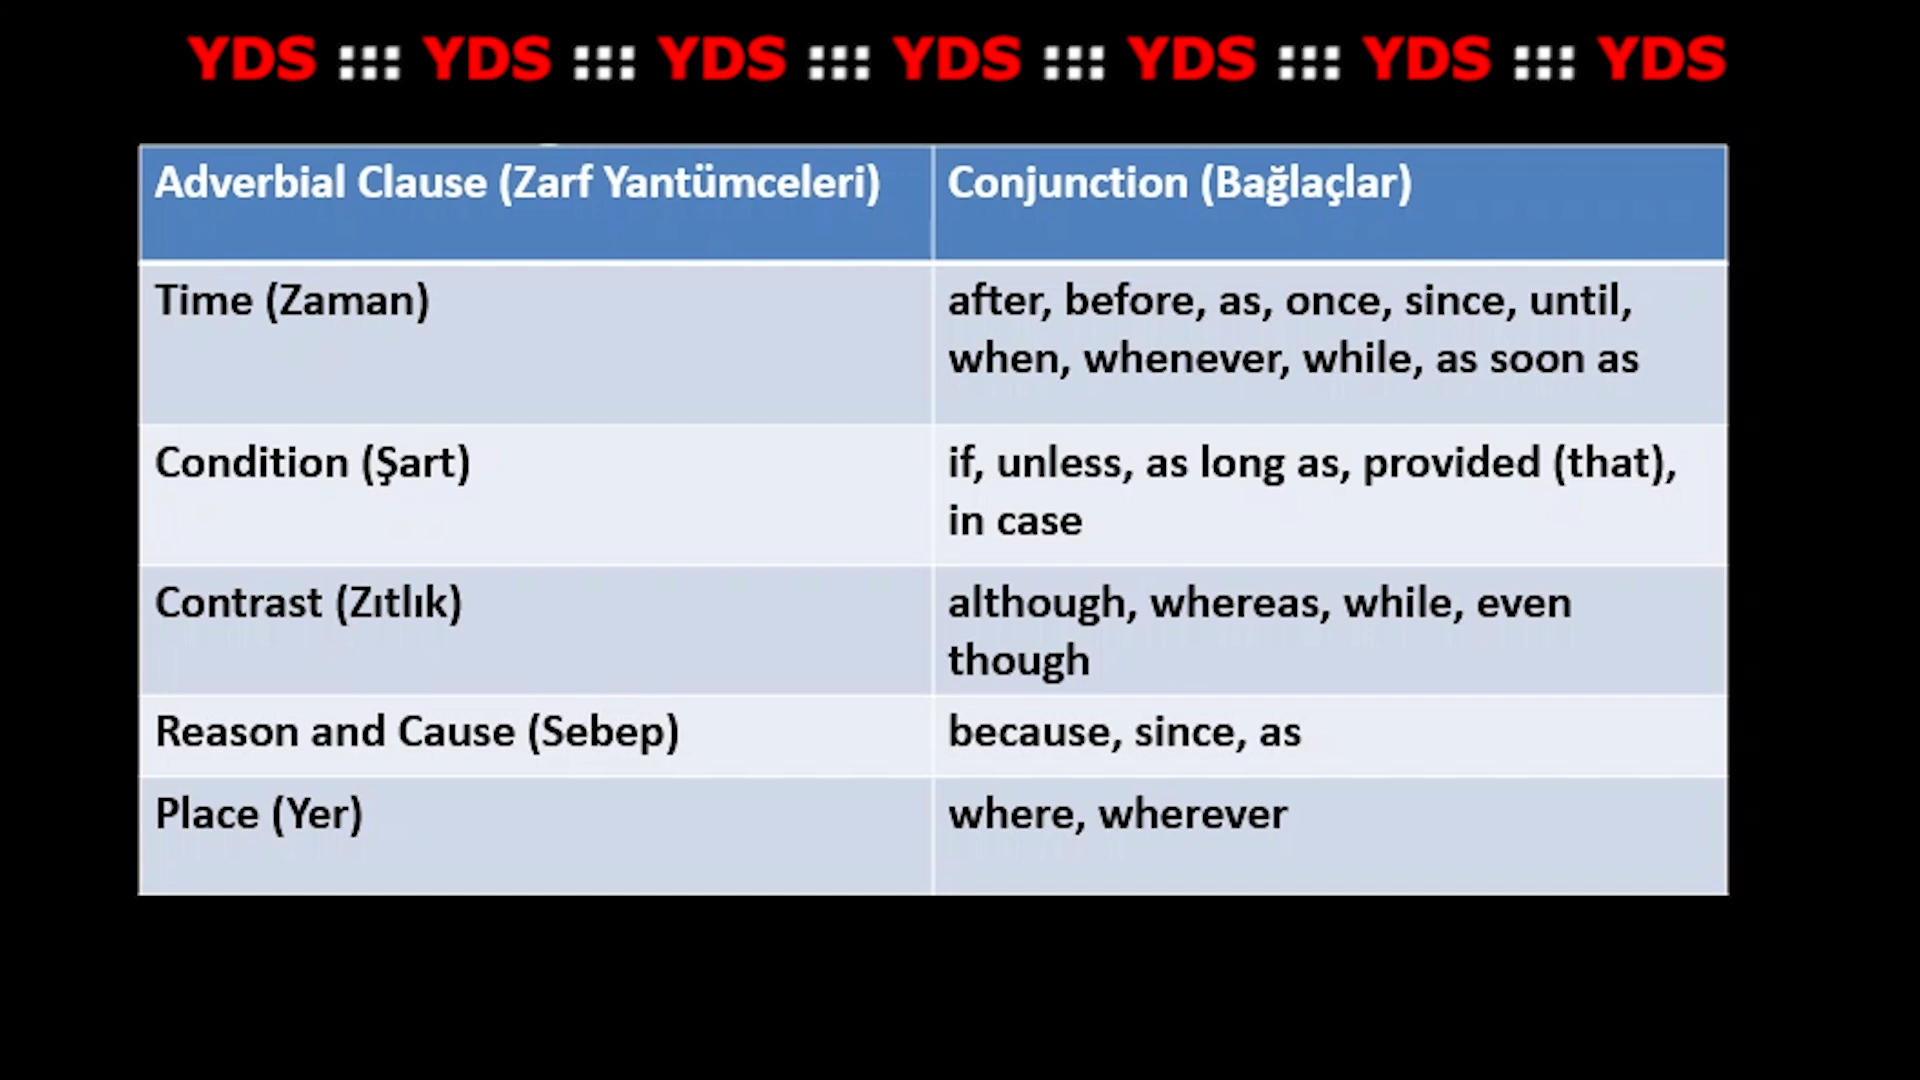 YDS ::: YDS ::: YDS ::: YDS ::: YDS ::: YDS ::: YDS
Adverbial Clause (Zarf Yantümceleri)
Conjunction (Bağlaçlar)
Time (Zaman)
after, before, as, once, since, until,
when, whenever, while, as soon as
Condition (Şart)
if, unless, as long as, provided (that),
in case
Contrast (Zıtlık)
although, whereas, while, even
though
Reason and Cause (Sebep)
because, since, as
Place (Yer)
where, wherever